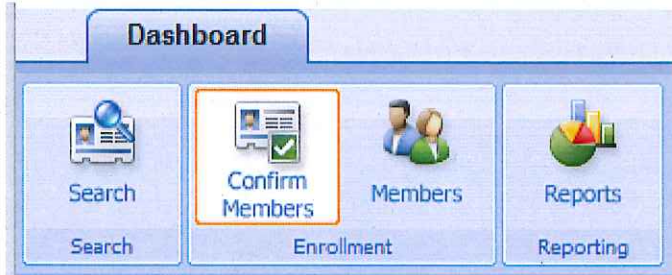 Dashboard
Search
Confirm
Members
Members
Reports
Search
Enrollment
Reporting